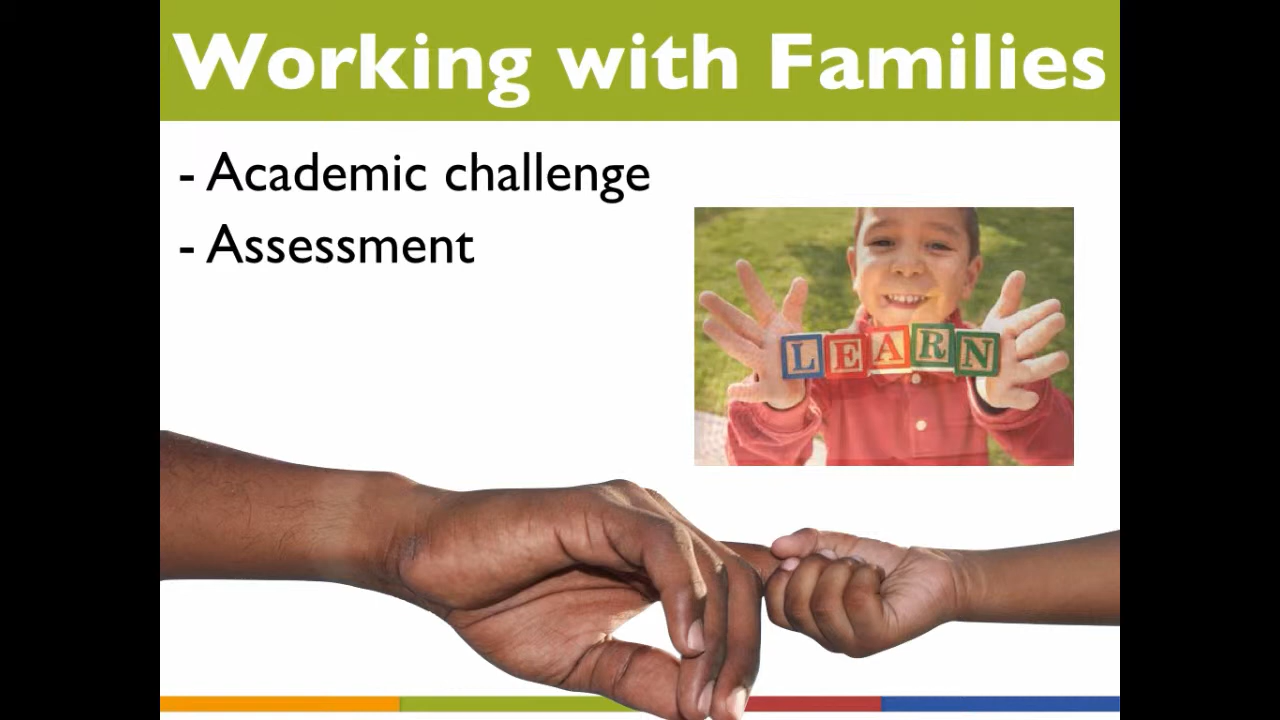 Working with Families
- Academic challenge
- Assessment
LEARN